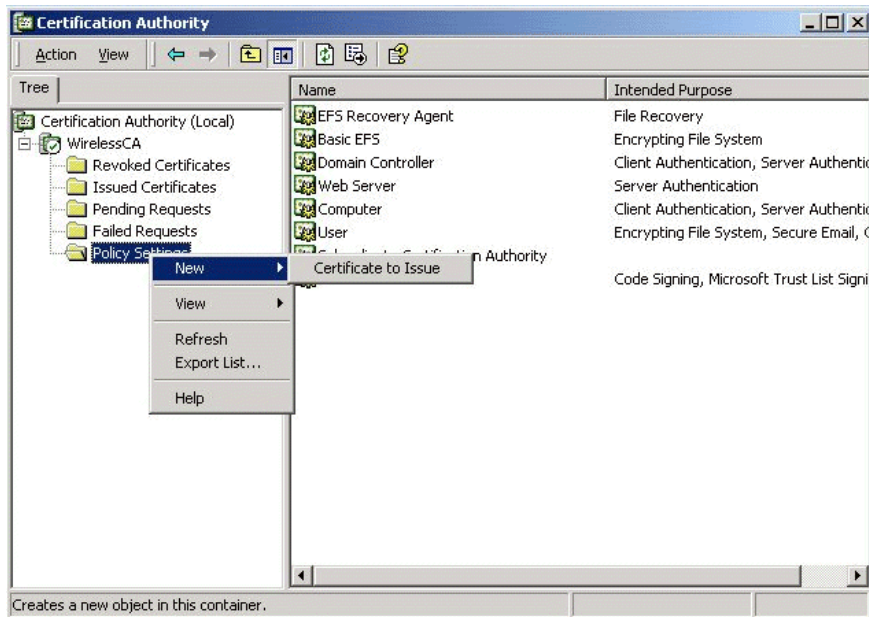 Certification Authority
Action View
Tree
Name Intended Purpose
Certification Authority (Local)
WirelessCA
Revoked Certificates
Issued Certificates
Pending Requests
Failed Requests
Policy Settings
EFS Recovery Agent File Recovery
Basic EFS Encrypting File System
Domain Controller Client Authentication, Server Authentic
Web Server Server Authentication
Computer Client Authentication, Server Authentic
User Encrypting File System, Secure Email, C
Subordinate Certification Authority
Code Signing, Microsoft Trust List Signi
New
Certificate to Issue
View
Refresh
Export List...
Help
Creates a new object in this container.